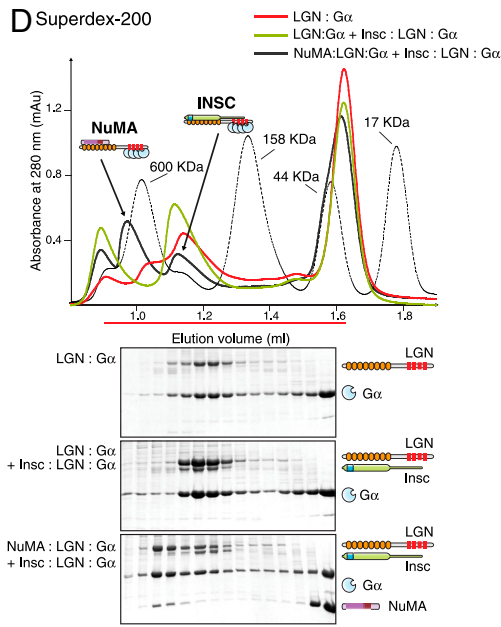 D Superdex-200
LGN : Gα
LGN:Gα + Insc : LGN : Gα
NuMA:LGN:Gα + Insc : LGN : Gα
Absorbance at 280 nm (mAu)
1.2
0.8
0.4
NuMA
INSC
600 KDa
158 KDa
44 KDa
17 KDa
1.0
1.2
1.4
1.6
1.8
Elution volume (ml)
LGN : Gα
LGN
Gα
LGN : Gα
+ Insc : LGN : Gα
LGN
Insc
Gα
NuMA : LGN : Gα
+ Insc : LGN : Gα
LGN
Insc
Gα
NuMA